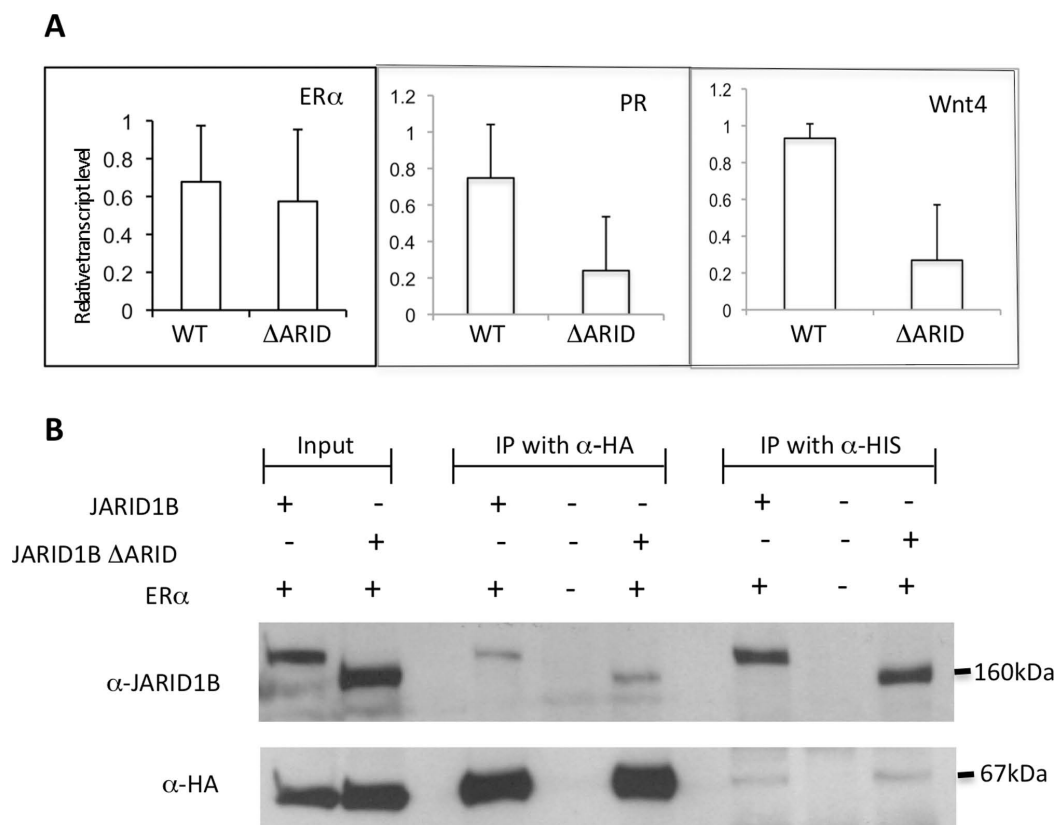 A
ERα
Relative transcript level
1
0.8
0.6
0.4
0.2
0
WT ΔARID
PR
1.2
1
0.8
0.6
0.4
0.2
0
WT ΔARID
Wnt4
1.2
1
0.8
0.6
0.4
0.2
0
WT ΔARID
B
Input IP with α-HA IP with α-HIS
JARID1B + - + - - + - -
JARID1B ΔARID - + - - + - - +
ERα + + + - + + - +
α-JARID1B 160kDa
α-HA 67kDa